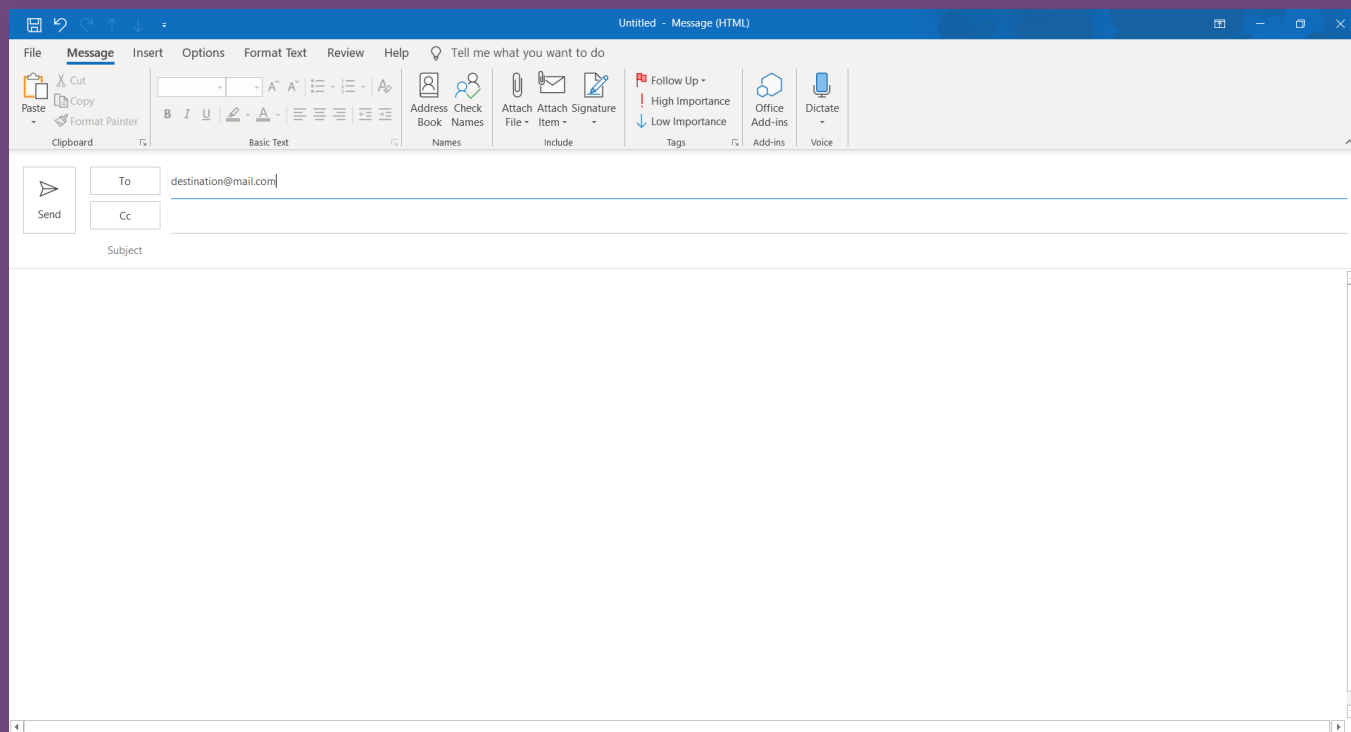 Untitled - Message (HTML)
File Message Insert Options Format Text Review Help Tell me what you want to do
Paste
Cut
Copy
Format Painter
Clipboard
B I U A
Basic Text
Address Book
Check Names
Names
Attach File
Attach Item
Signature
Include
Follow Up
High Importance
Low Importance
Tags
Office Add-ins
Add-ins
Dictate
Voice
Send
To destination@mail.com
Cc
Subject